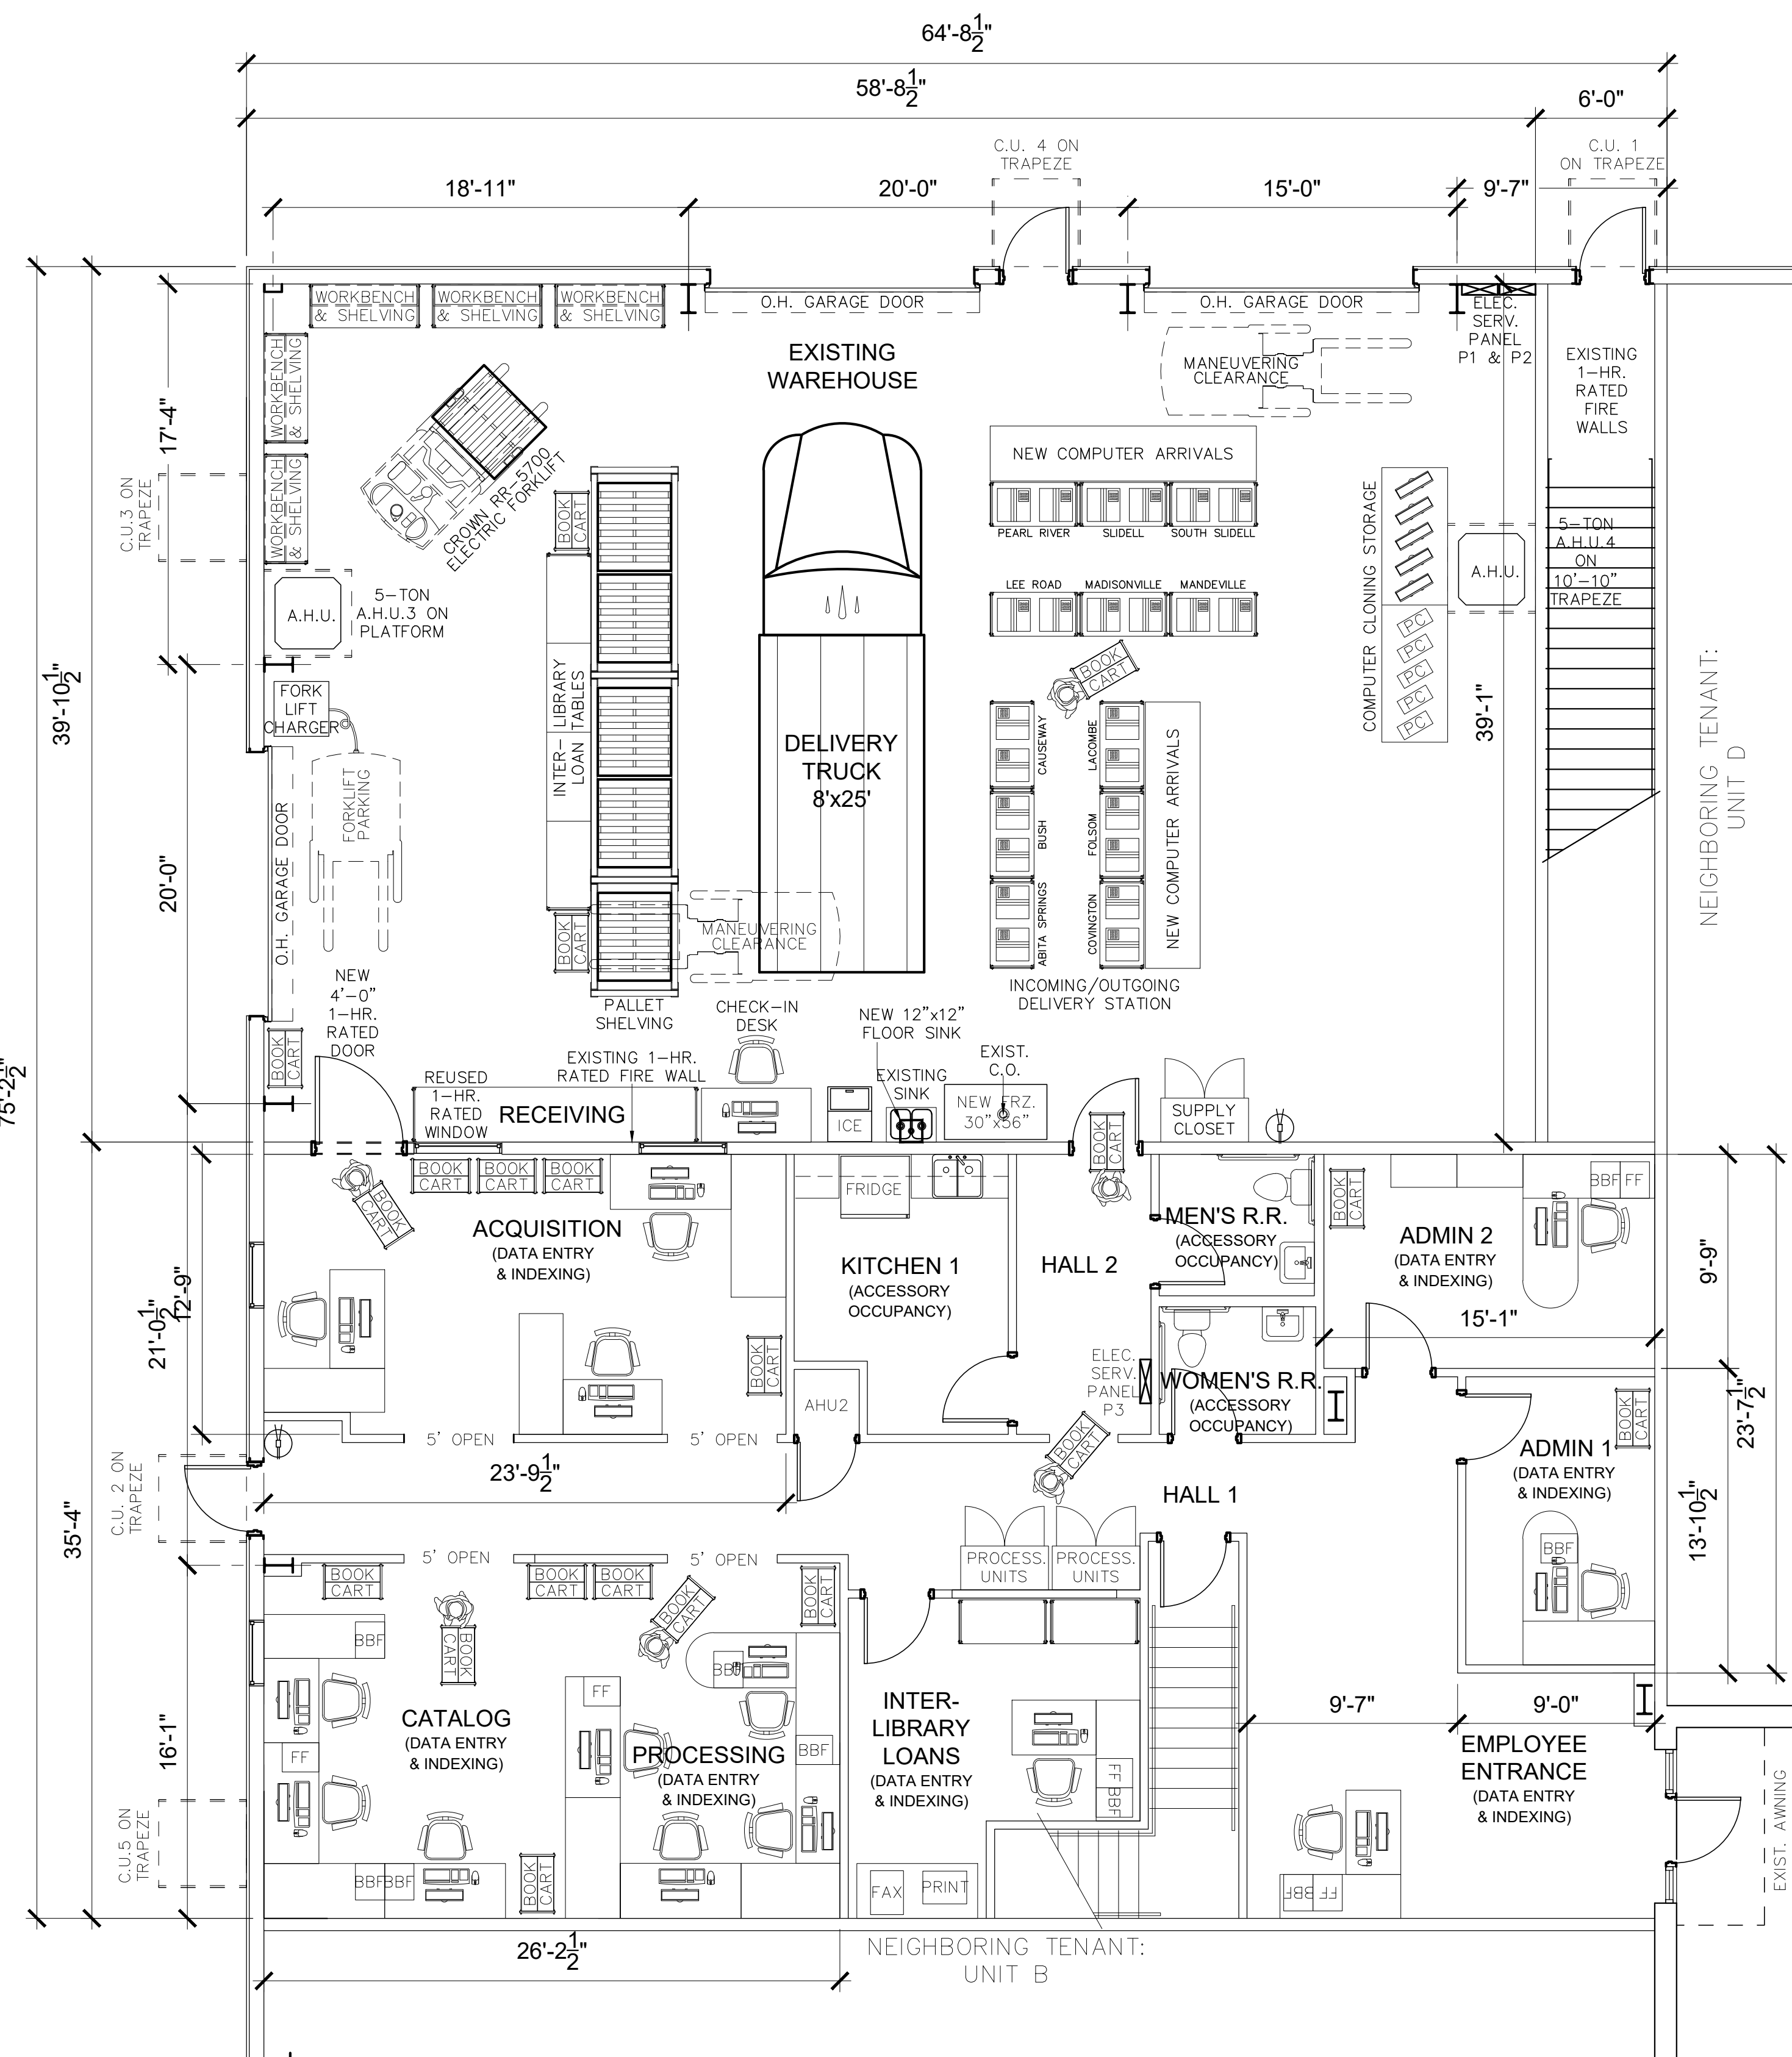 64'-8 1/2"
58'-8 1/2"
6'-0"
C.U. 4 ON
TRAPEZE
C.U. 1
ON TRAPEZE
18'-11"
20'-0"
15'-0"
9'-7"
WORKBENCH
& SHELVING
WORKBENCH
& SHELVING
WORKBENCH
& SHELVING
O.H. GARAGE DOOR
O.H. GARAGE DOOR
ELEC.
SERV.
PANEL
P1 & P2
EXISTING
WAREHOUSE
MANEUVERING
CLEARANCE
EXISTING
1-HR.
RATED
FIRE
WALLS
WORKBENCH
& SHELVING
WORKBENCH
& SHELVING
17'-4"
C.U.3 ON
TRAPEZE
CROWN RR-5700
ELECTRIC FORKLIFT
BOOK
CART
NEW COMPUTER ARRIVALS
PEARL RIVER
SLIDELL
SOUTH SLIDELL
LEE ROAD
MADISONVILLE
MANDEVILLE
COMPUTER CLONING STORAGE
PC
PC
PC
PC
PC
A.H.U.
5-TON
A.H.U.4
ON
10'-10"
TRAPEZE
A.H.U.
5-TON
A.H.U.3 ON
PLATFORM
39'-10 1/2"
FORK
LIFT
CHARGER
INTER-LIBRARY
LOAN TABLES
BOOK
CART
39'-1"
NEIGHBORING TENANT:
UNIT D
FORKLIFT
PARKING
O.H. GARAGE DOOR
DELIVERY
TRUCK
8'x25'
CAUSEWAY
LACOMBE
BUSH
FOLSOM
ABITA SPRINGS
COVINGTON
NEW COMPUTER ARRIVALS
20'-0"
BOOK
CART
MANEUVERING
CLEARANCE
INCOMING/OUTGOING
DELIVERY STATION
NEW
4'-0"
1-HR.
RATED
DOOR
PALLET
SHELVING
CHECK-IN
DESK
NEW 12"x12"
FLOOR SINK
75'-2 1/2"
BOOK
CART
EXISTING 1-HR.
RATED FIRE WALL
REUSED
1-HR.
RATED
WINDOW
RECEIVING
EXISTING
SINK
EXIST.
C.O.
ICE
NEW FRZ.
30"x56"
SUPPLY
CLOSET
BOOK
CART
BOOK
CART
BOOK
CART
BOOK
CART
BOOK
CART
FRIDGE
BOOK
CART
BBF
FF
ACQUISITION
(DATA ENTRY
& INDEXING)
KITCHEN 1
(ACCESSORY
OCCUPANCY)
HALL 2
MEN'S R.R.
(ACCESSORY
OCCUPANCY)
ADMIN 2
(DATA ENTRY
& INDEXING)
9'-9"
12'-9"
21'-0 1/2"
15'-1"
BOOK
CART
ELEC.
SERV.
PANEL
P3
WOMEN'S R.R.
(ACCESSORY
OCCUPANCY)
AHU2
BOOK
CART
23'-7 1/2"
5' OPEN
5' OPEN
BOOK
CART
ADMIN 1
(DATA ENTRY
& INDEXING)
C.U. 2 ON
TRAPEZE
23'-9 1/2"
HALL 1
13'-10 1/2"
35'-4"
5' OPEN
5' OPEN
PROCESS.
UNITS
PROCESS.
UNITS
BBF
BOOK
CART
BOOK
CART
BOOK
CART
BOOK
CART
BOOK
CART
BBF
BOOK
CART
BBF
FF
CATALOG
(DATA ENTRY
& INDEXING)
FF
PROCESSING
(DATA ENTRY
& INDEXING)
BBF
INTER-
LIBRARY
LOANS
(DATA ENTRY
& INDEXING)
FF
BBF
9'-7"
9'-0"
EMPLOYEE
ENTRANCE
(DATA ENTRY
& INDEXING)
EXIST. AWNING
16'-1"
C.U.5 ON
TRAPEZE
BBF
BBF
BOOK
CART
FAX
PRINT
BBF
FF
26'-2 1/2"
NEIGHBORING TENANT:
UNIT B